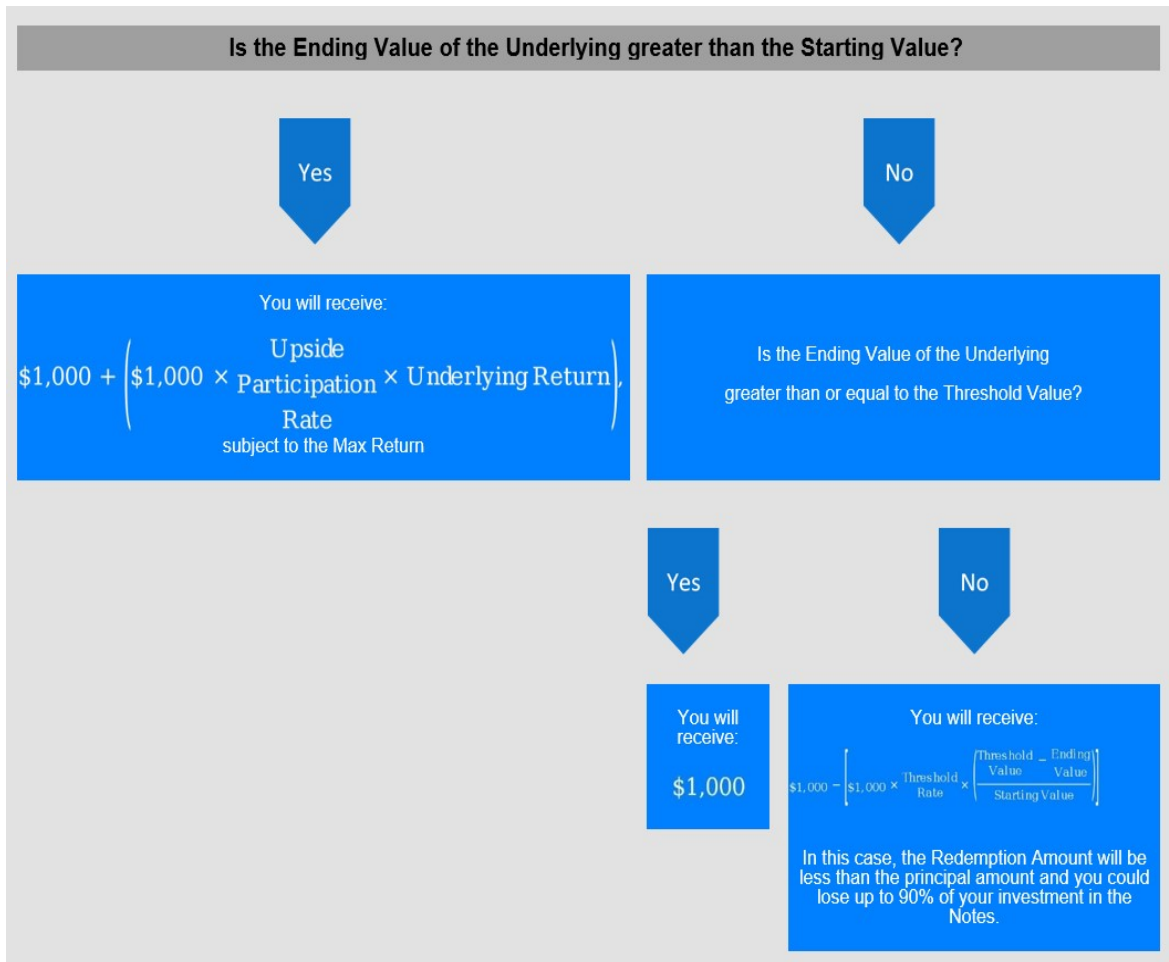 Is the Ending Value of the Underlying greater than the Starting Value?
Yes
No
You will receive:
$1,000 + ($1,000 × Upside Participation Rate × Underlying Return),
subject to the Max Return
Is the Ending Value of the Underlying
greater than or equal to the Threshold Value?
Yes
No
You will
receive:
$1,000
You will receive:
$1,000 − [$1,000 × Threshold Rate × ((Threshold Value − Ending Value) / Starting Value)]
In this case, the Redemption Amount will be
less than the principal amount and you could
lose up to 90% of your investment in the
Notes.